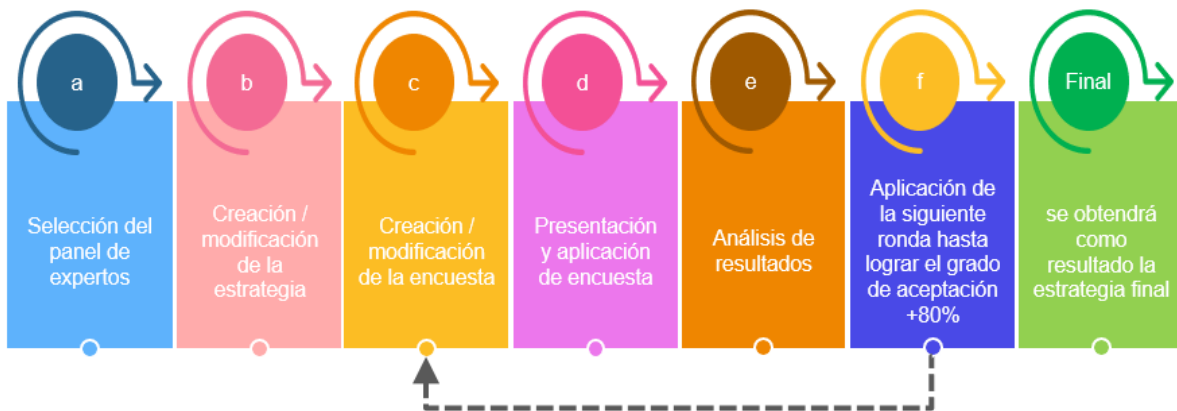 a
Selección del
panel de
expertos
b
Creación /
modificación
de la
estrategia
c
Creación /
modificación
de la encuesta
d
Presentación
y aplicación
de encuesta
e
Análisis de
resultados
f
Aplicación de
la siguiente
ronda hasta
lograr el grado
de aceptación
+80%
Final
se obtendrá
como
resultado la
estrategia final